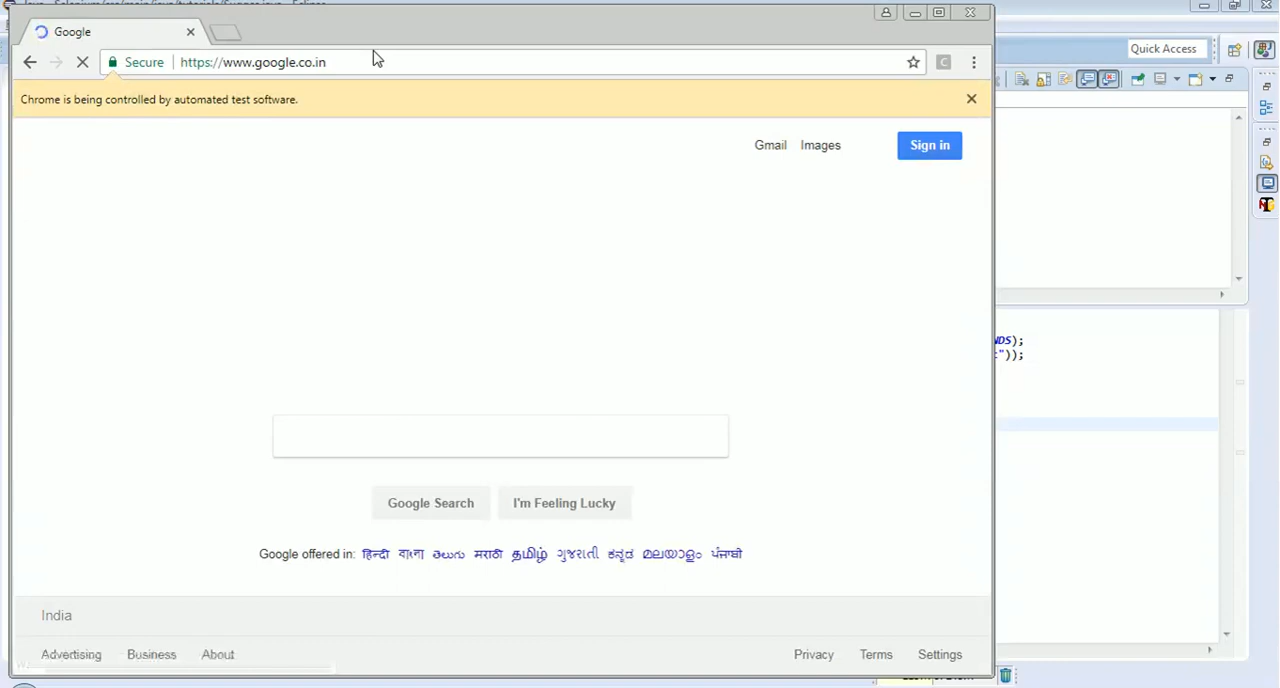 Google
Quick Access
Secure https://www.google.co.in
C
Chrome is being controlled by automated test software.
Gmail Images Sign in
NDS);
:"));
Google Search I'm Feeling Lucky
Google offered in: हिन्दी বাংলা తెలుగు मराठी தமிழ் ગુજરાતી ಕನ್ನಡ മലയാളം ਪੰਜਾਬੀ
India
Advertising Business About Privacy Terms Settings